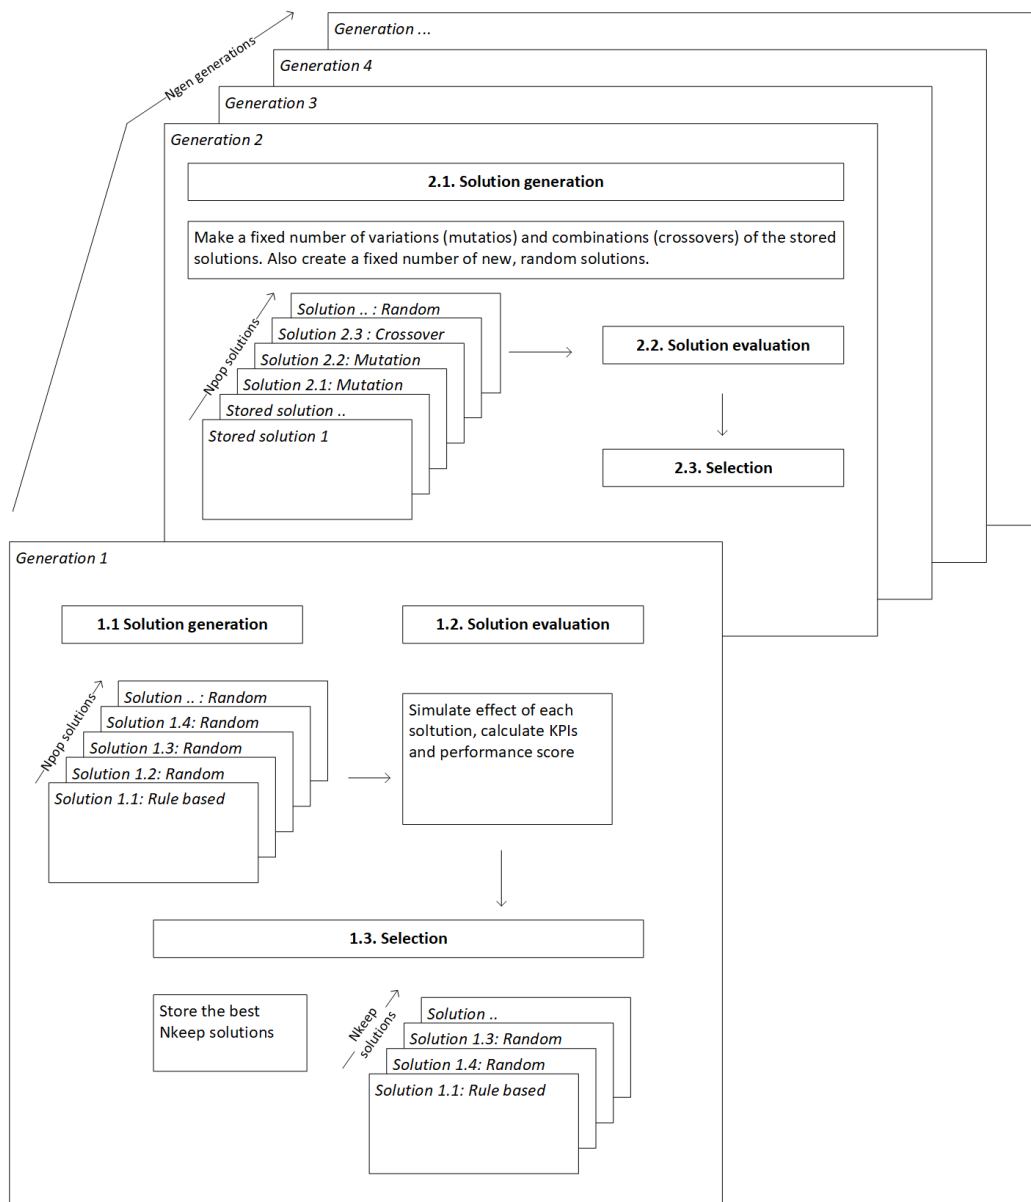 Generation ...
Ngen generations
Generation 4
Generation 3
Generation 2
2.1. Solution generation
Make a fixed number of variations (mutatios) and combinations (crossovers) of the stored
solutions. Also create a fixed number of new, random solutions.
Npop solutions
Solution .. : Random
Solution 2.3 : Crossover
Solution 2.2: Mutation
Solution 2.1: Mutation
Stored solution ..
Stored solution 1
2.2. Solution evaluation
2.3. Selection
Generation 1
1.1 Solution generation
1.2. Solution evaluation
Npop solutions
Solution .. : Random
Solution 1.4: Random
Solution 1.3: Random
Solution 1.2: Random
Solution 1.1: Rule based
Simulate effect of each
soltution, calculate KPIs
and performance score
1.3. Selection
Store the best
Nkeep solutions
Nkeep
solutions
Solution ..
Solution 1.3: Random
Solution 1.4: Random
Solution 1.1: Rule based